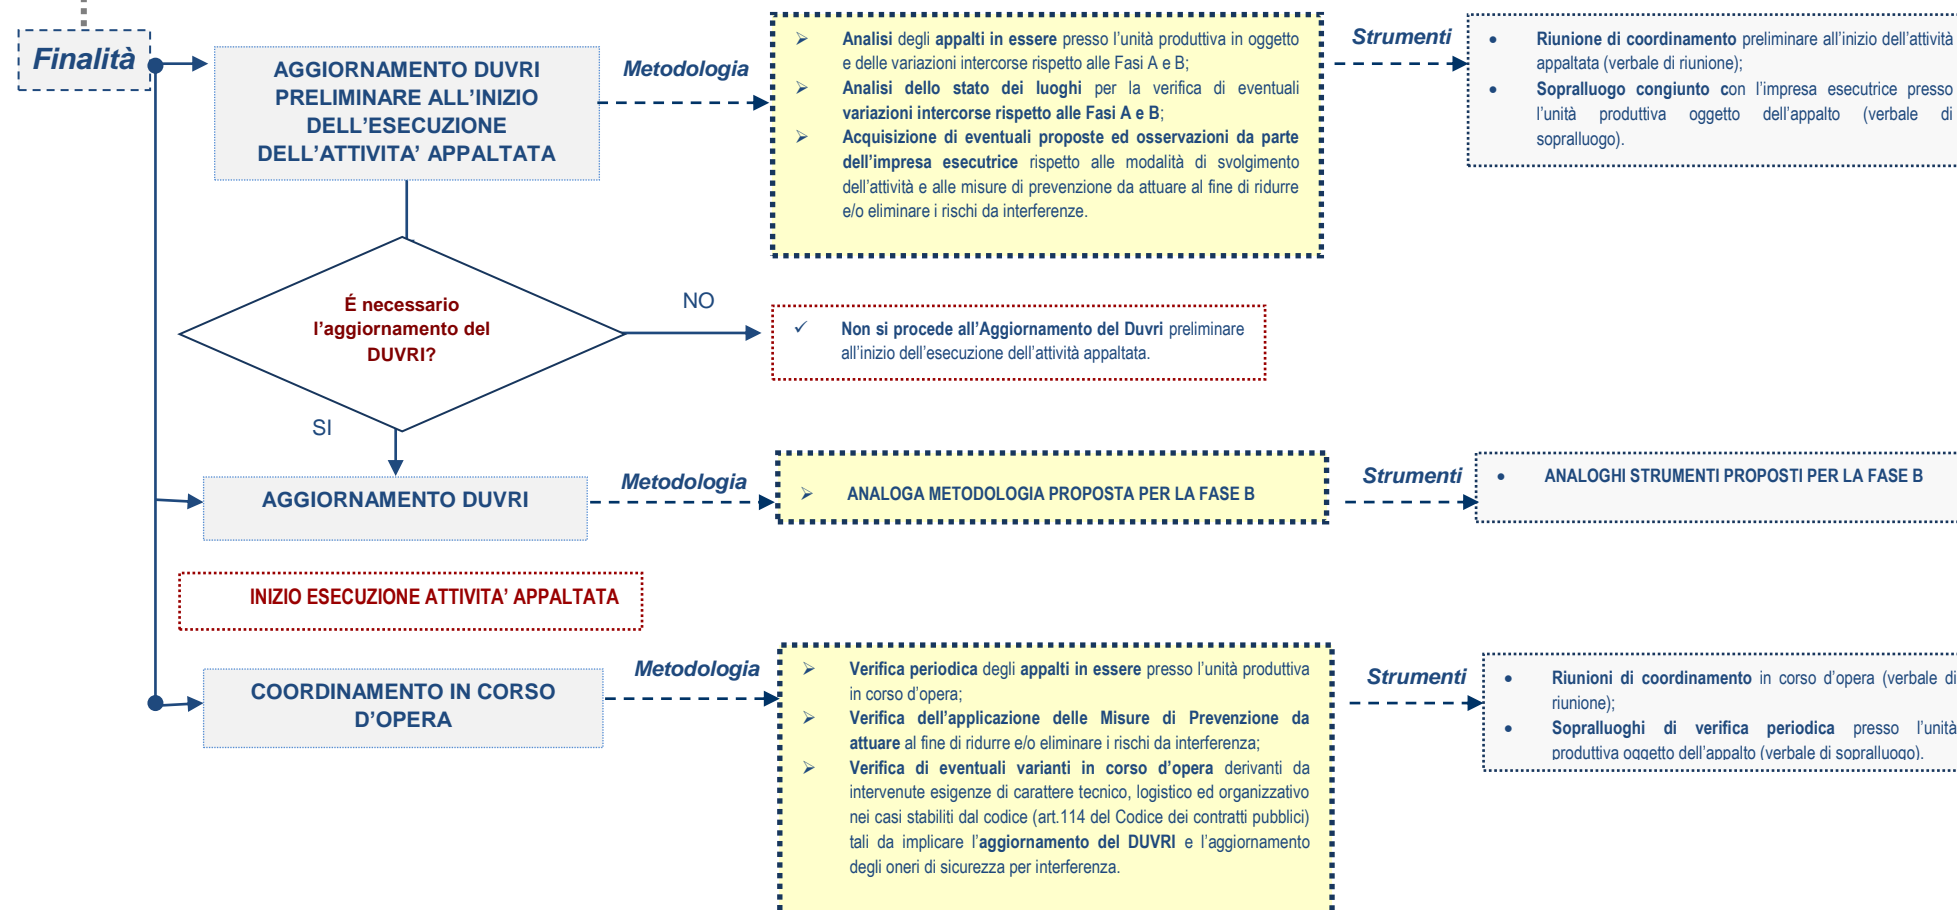 Finalità
AGGIORNAMENTO DUVRI
PRELIMINARE ALL’INIZIO
DELL’ESECUZIONE
DELL’ATTIVITA’ APPALTATA
Metodologia
➢ Analisi degli appalti in essere presso l’unità produttiva in oggetto
e delle variazioni intercorse rispetto alle Fasi A e B;
➢ Analisi dello stato dei luoghi per la verifica di eventuali
variazioni intercorse rispetto alle Fasi A e B;
➢ Acquisizione di eventuali proposte ed osservazioni da parte
dell’impresa esecutrice rispetto alle modalità di svolgimento
dell’attività e alle misure di prevenzione da attuare al fine di ridurre
e/o eliminare i rischi da interferenze.
Strumenti
• Riunione di coordinamento preliminare all’inizio dell’attività
appaltata (verbale di riunione);
• Sopralluogo congiunto con l’impresa esecutrice presso
l’unità produttiva oggetto dell’appalto (verbale di
sopralluogo).
É necessario
l’aggiornamento del
DUVRI?
NO
✓ Non si procede all’Aggiornamento del Duvri preliminare
all’inizio dell’esecuzione dell’attività appaltata.
SI
AGGIORNAMENTO DUVRI
Metodologia
➢ ANALOGA METODOLOGIA PROPOSTA PER LA FASE B
Strumenti
• ANALOGHI STRUMENTI PROPOSTI PER LA FASE B
INIZIO ESECUZIONE ATTIVITA’ APPALTATA
COORDINAMENTO IN CORSO
D’OPERA
Metodologia
➢ Verifica periodica degli appalti in essere presso l’unità produttiva
in corso d’opera;
➢ Verifica dell’applicazione delle Misure di Prevenzione da
attuare al fine di ridurre e/o eliminare i rischi da interferenza;
➢ Verifica di eventuali varianti in corso d’opera derivanti da
intervenute esigenze di carattere tecnico, logistico ed organizzativo
nei casi stabiliti dal codice (art.114 del Codice dei contratti pubblici)
tali da implicare l’aggiornamento del DUVRI e l’aggiornamento
degli oneri di sicurezza per interferenza.
Strumenti
• Riunioni di coordinamento in corso d’opera (verbale di
riunione);
• Sopralluoghi di verifica periodica presso l’unità
produttiva oggetto dell’appalto (verbale di sopralluogo).